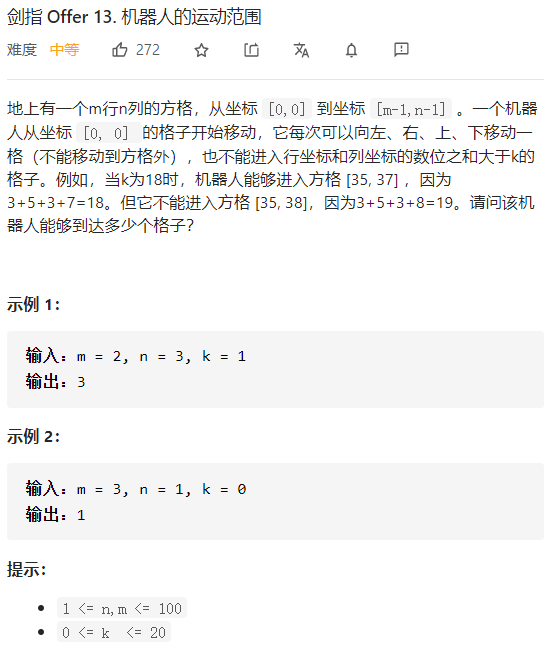 剑指 Offer 13. 机器人的运动范围
难度 中等 272
地上有一个m行n列的方格，从坐标 [0,0] 到坐标 [m-1,n-1] 。一个机器
人从坐标 [0, 0] 的格子开始移动，它每次可以向左、右、上、下移动一
格（不能移动到方格外），也不能进入行坐标和列坐标的数位之和大于k的
格子。例如，当k为18时，机器人能够进入方格 [35, 37] ，因为
3+5+3+7=18。但它不能进入方格 [35, 38]，因为3+5+3+8=19。请问该机
器人能够到达多少个格子？
示例 1：
输入：m = 2, n = 3, k = 1
输出：3
示例 2：
输入：m = 3, n = 1, k = 0
输出：1
提示：
1 <= n,m <= 100
0 <= k  <= 20